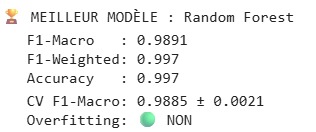 🏆 MEILLEUR MODÈLE : Random Forest
F1-Macro   : 0.9891
F1-Weighted: 0.997
Accuracy   : 0.997
CV F1-Macro: 0.9885 ± 0.0021
Overfitting: 🟢 NON